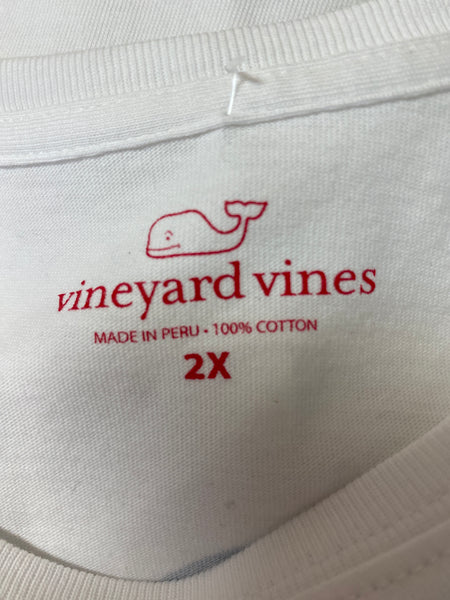 vineyard vines
MADE IN PERU • 100% COTTON
2X